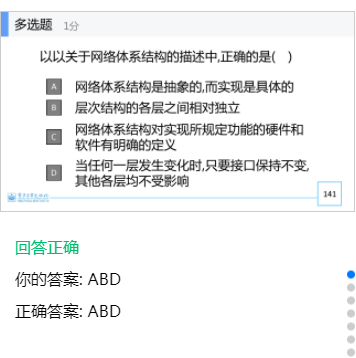 多选题 1分
以以关于网络体系结构的描述中,正确的是( )
A 网络体系结构是抽象的,而实现是具体的
B 层次结构的各层之间相对独立
C 网络体系结构对实现所规定功能的硬件和
软件有明确的定义
D 当任何一层发生变化时,只要接口保持不变,
其他各层均不受影响
141
回答正确
你的答案: ABD
正确答案: ABD